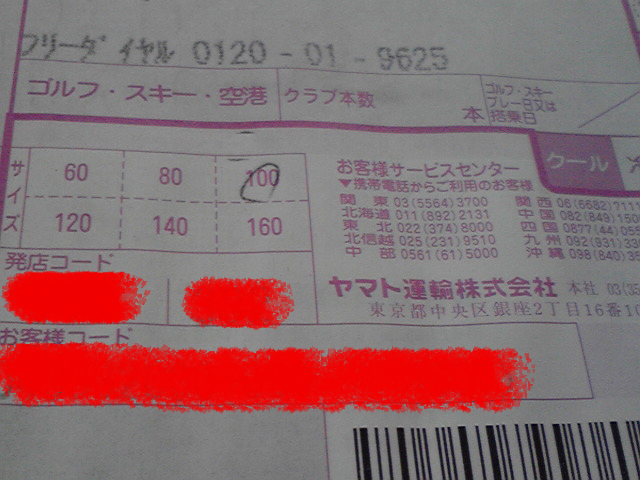 フリーダイヤル 0120-01-9625
ゴルフ・スキー・空港 クラブ本数 本 ゴルフ・スキー
プレー日又は
搭乗日
クール
サイズ
60 80 100
120 140 160
お客様サービスセンター
▼携帯電話からご利用のお客様
関東 03(5564)3700 関西 06(6682)7111
北海道 011(892)2131 中国 082(849)
東北 022(374)8000 四国 0877(44)
北信越 025(231)9510 九州 092(931)
中部 0561(61)5000 沖縄 098(840)
発店コード
ヤマト運輸株式会社 本社 03
東京都中央区銀座2丁目16番10
お客様コード